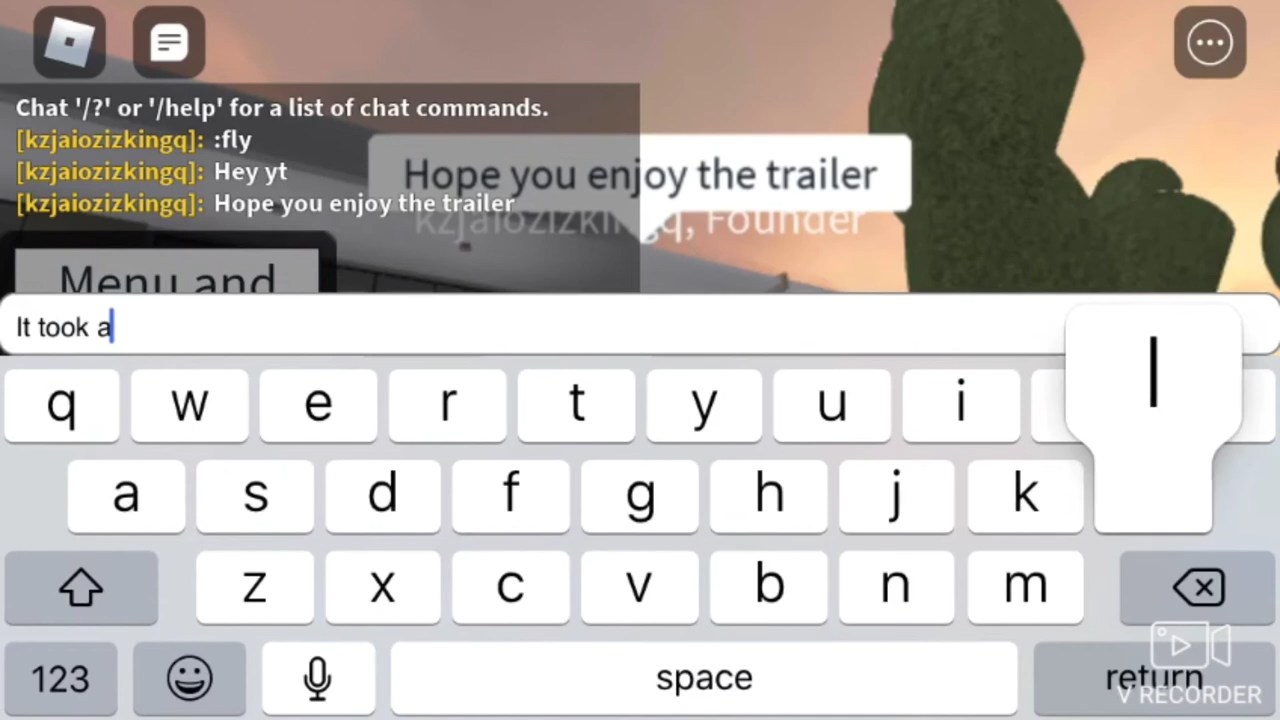 Chat '/?' or '/help' for a list of chat commands.
[kzjaiozizkingq]: :fly
[kzjaiozizkingq]: Hey yt
[kzjaiozizkingq]: Hope you enjoy the trailer
Hope you enjoy the trailer
kzjaiozizkingq, Founder
Menu and
It took a
l
q w e r t y u i
a s d f g h j k
z x c v b n m
123 space return
V RECORDER